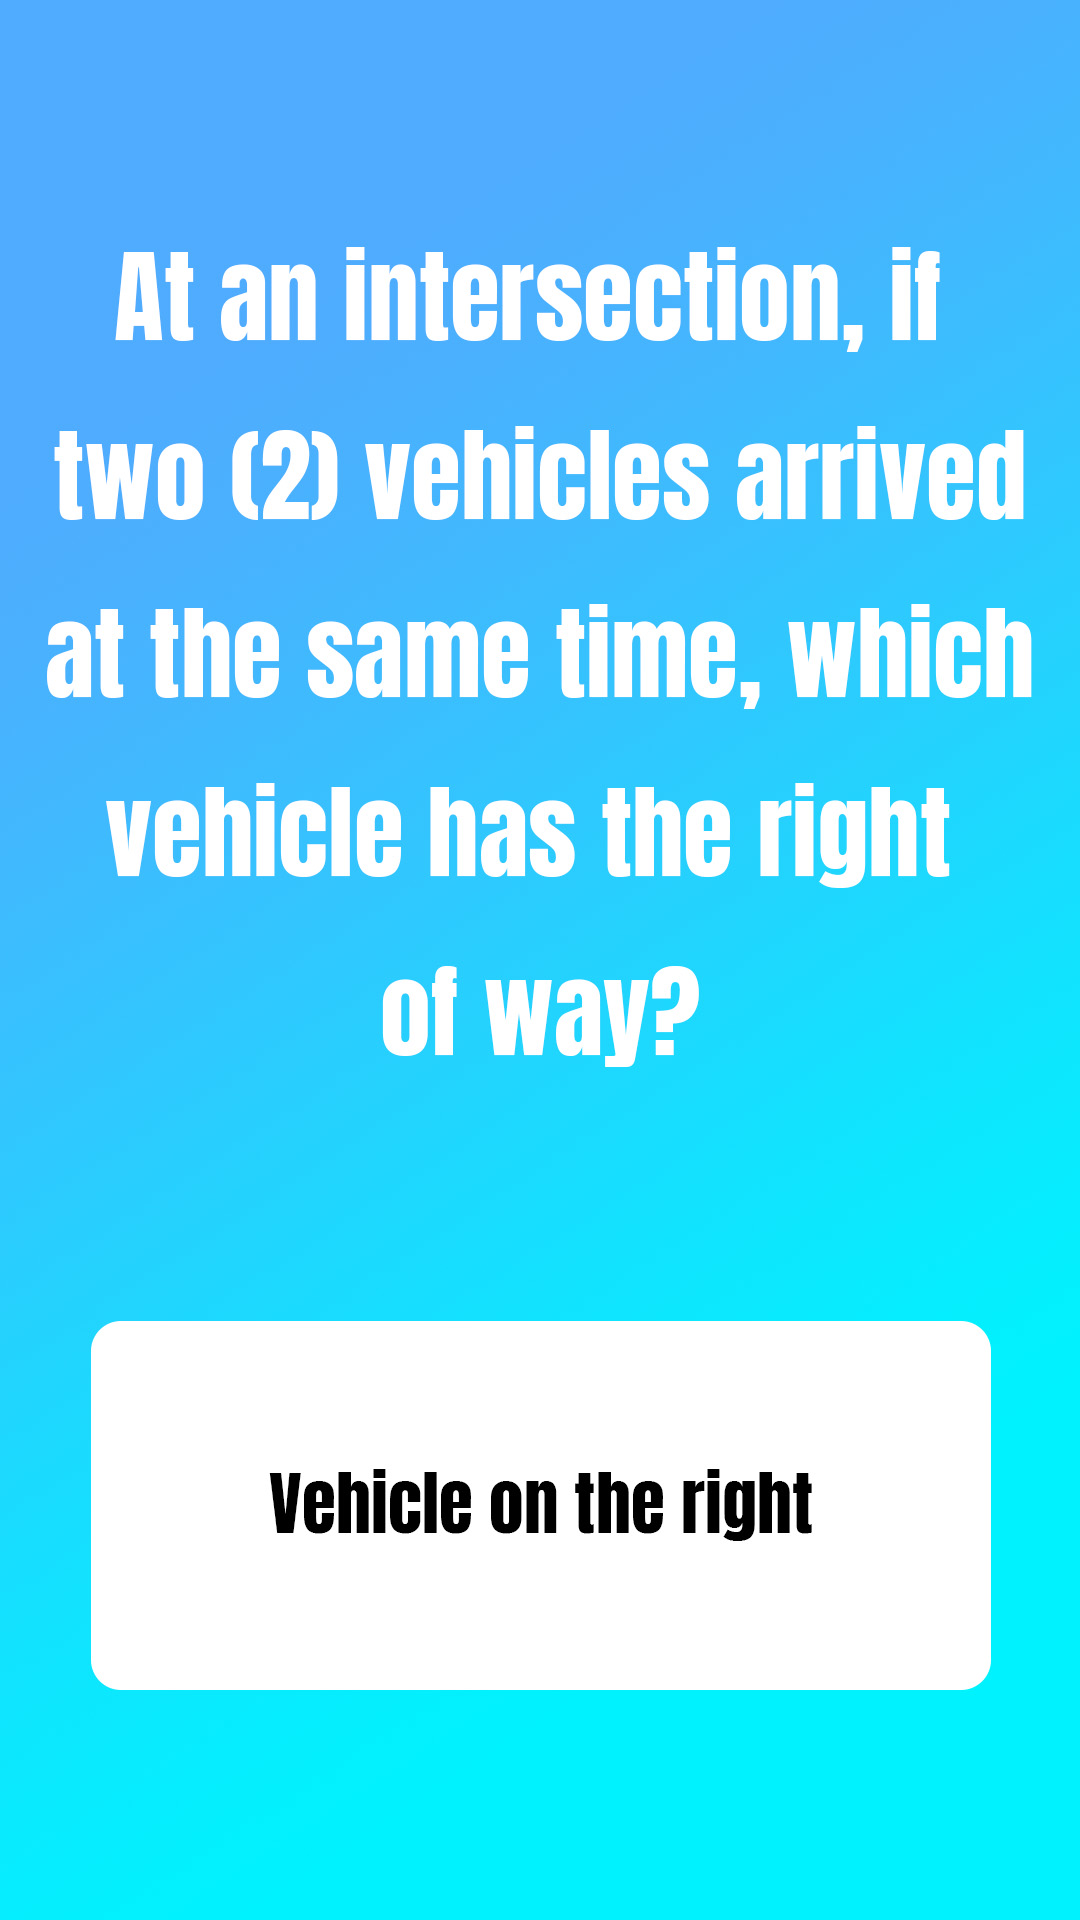 At an intersection, if
two (2) vehicles arrived
at the same time, which
vehicle has the right
of way?
Vehicle on the right